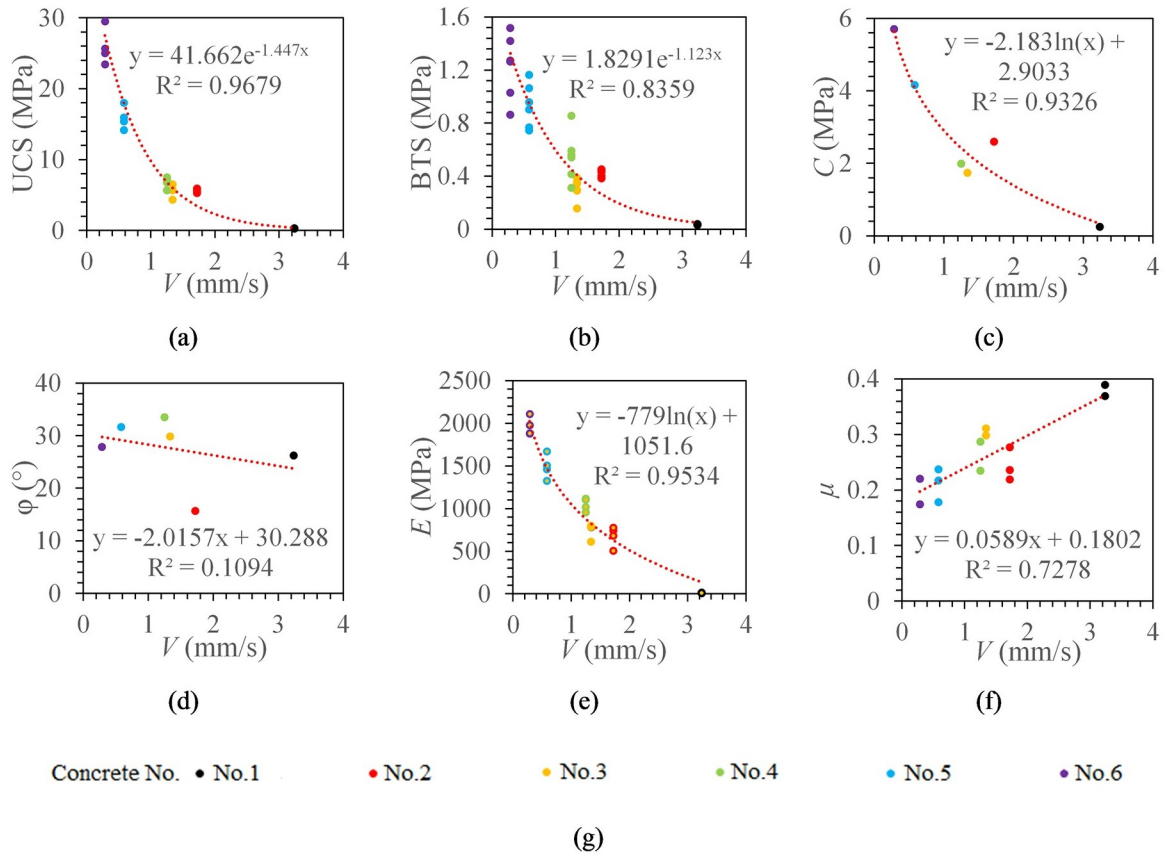 UCS (MPa)
30
20
10
0
y = 41.662e-1.447x
R² = 0.9679
0 1 2 3 4
V (mm/s)
(a)
BTS (MPa)
1.6
1.2
0.8
0.4
0
y = 1.8291e-1.123x
R² = 0.8359
0 1 2 3 4
V (mm/s)
(b)
C (MPa)
6
4
2
0
y = -2.183ln(x) +
2.9033
R² = 0.9326
0 1 2 3 4
V (mm/s)
(c)
φ (°)
40
30
20
10
0
y = -2.0157x + 30.288
R² = 0.1094
0 1 2 3 4
V (mm/s)
(d)
E (MPa)
2500
2000
1500
1000
500
0
y = -779ln(x) +
1051.6
R² = 0.9534
0 1 2 3 4
V (mm/s)
(e)
μ
0.4
0.3
0.2
0.1
0
y = 0.0589x + 0.1802
R² = 0.7278
0 1 2 3 4
V (mm/s)
(f)
Concrete No. No.1 No.2 No.3 No.4 No.5 No.6
(g)